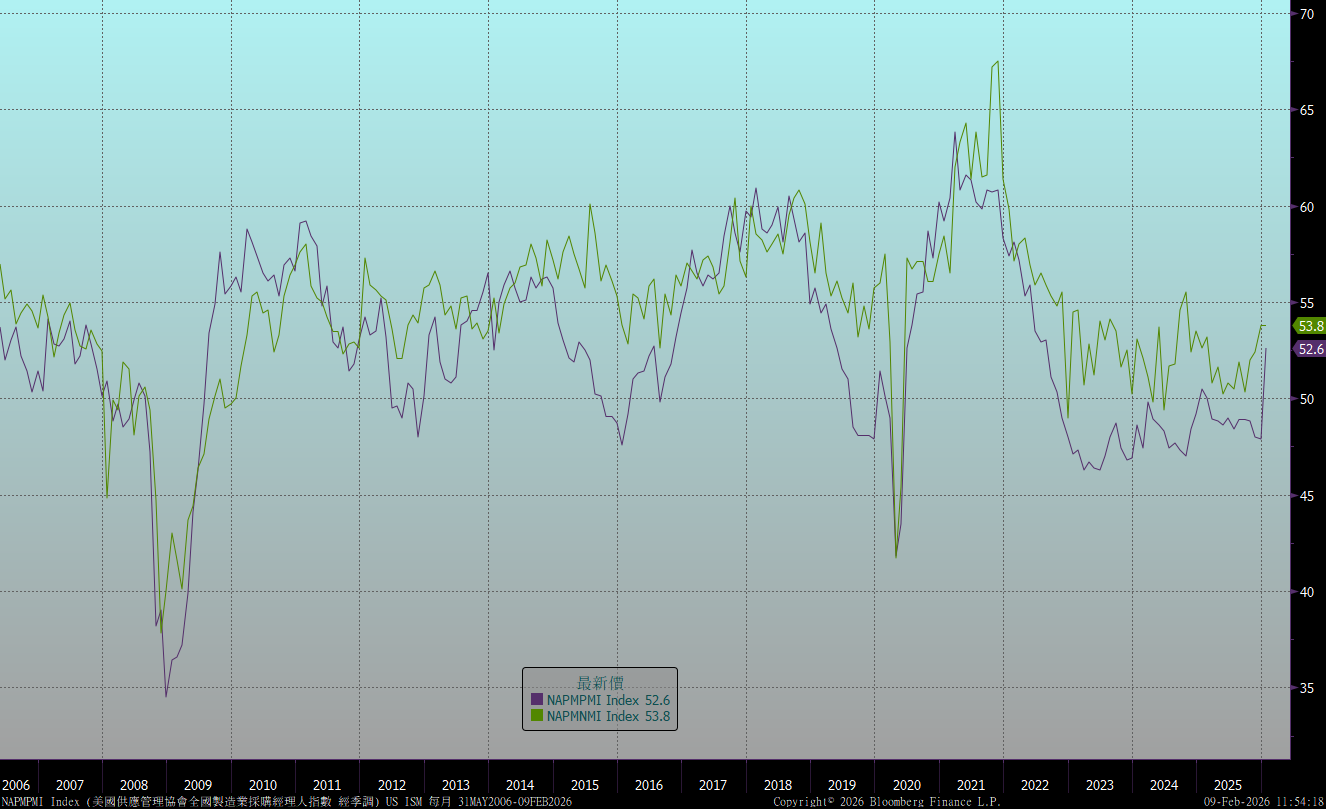 70
65
60
55
53.8
52.6
50
45
40
35
最新價
NAPMPMI Index 52.6
NAPMNMI Index 53.8
2006 2007 2008 2009 2010 2011 2012 2013 2014 2015 2016 2017 2018 2019 2020 2021 2022 2023 2024 2025
NAPMPMI Index (美國供應管理協會全國製造業採購經理人指數 經季調) US ISM 每月 31MAY2006-09FEB2026 Copyright© 2026 Bloomberg Finance L.P. 09-Feb-2026 11:54:18